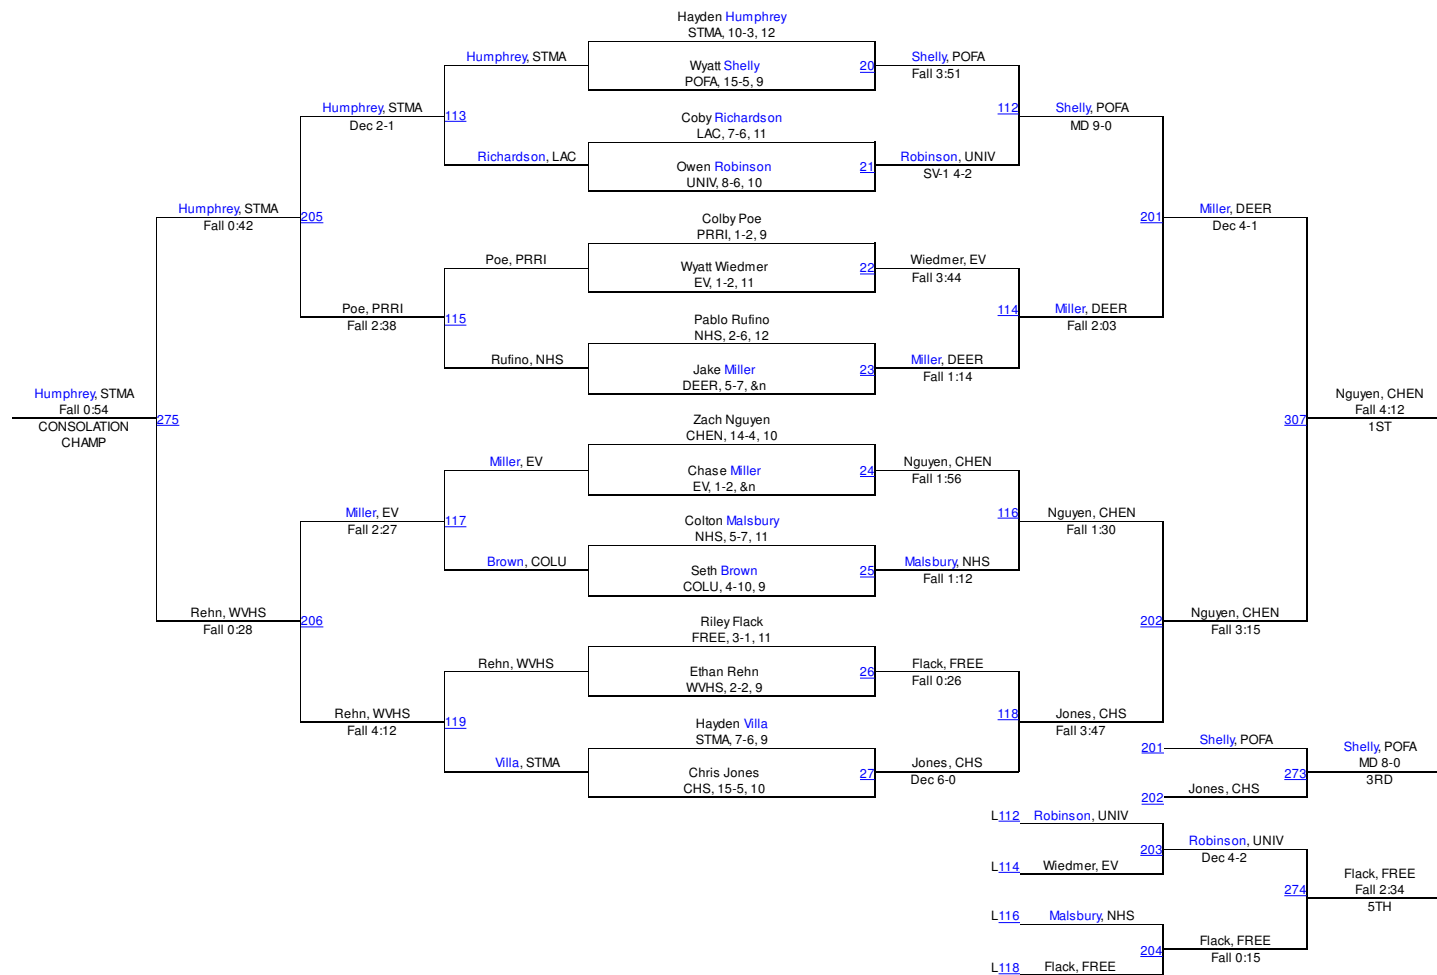 Hayden Humphrey
STMA, 10-3, 12
Humphrey, STMA
Wyatt Shelly
POFA, 15-5, 9
20
Shelly, POFA
Fall 3:51
Humphrey, STMA
Dec 2-1
113
Coby Richardson
LAC, 7-6, 11
112
Shelly, POFA
MD 9-0
Richardson, LAC
Owen Robinson
UNIV, 8-6, 10
21
Robinson, UNIV
SV-1 4-2
Humphrey, STMA
Fall 0:42
205
Colby Poe
PRRI, 1-2, 9
201
Miller, DEER
Dec 4-1
Poe, PRRI
Wyatt Wiedmer
EV, 1-2, 11
22
Wiedmer, EV
Fall 3:44
Poe, PRRI
Fall 2:38
115
Pablo Rufino
NHS, 2-6, 12
114
Miller, DEER
Fall 2:03
Rufino, NHS
Jake Miller
DEER, 5-7, &n
23
Miller, DEER
Fall 1:14
Humphrey, STMA
Fall 0:54
CONSOLATION
CHAMP
275
Zach Nguyen
CHEN, 14-4, 10
307
Nguyen, CHEN
Fall 4:12
1ST
Miller, EV
Chase Miller
EV, 1-2, &n
24
Nguyen, CHEN
Fall 1:56
Miller, EV
Fall 2:27
117
Colton Malsbury
NHS, 5-7, 11
116
Nguyen, CHEN
Fall 1:30
Brown, COLU
Seth Brown
COLU, 4-10, 9
25
Malsbury, NHS
Fall 1:12
Rehn, WVHS
Fall 0:28
206
Riley Flack
FREE, 3-1, 11
202
Nguyen, CHEN
Fall 3:15
Rehn, WVHS
Ethan Rehn
WVHS, 2-2, 9
26
Flack, FREE
Fall 0:26
Rehn, WVHS
Fall 4:12
119
Hayden Villa
STMA, 7-6, 9
118
Jones, CHS
Fall 3:47
Villa, STMA
Chris Jones
CHS, 15-5, 10
27
Jones, CHS
Dec 6-0
201
Shelly, POFA
273
Shelly, POFA
MD 8-0
3RD
202
Jones, CHS
L112
Robinson, UNIV
203
Robinson, UNIV
Dec 4-2
L114
Wiedmer, EV
274
Flack, FREE
Fall 2:34
5TH
L116
Malsbury, NHS
204
Flack, FREE
Fall 0:15
L118
Flack, FREE